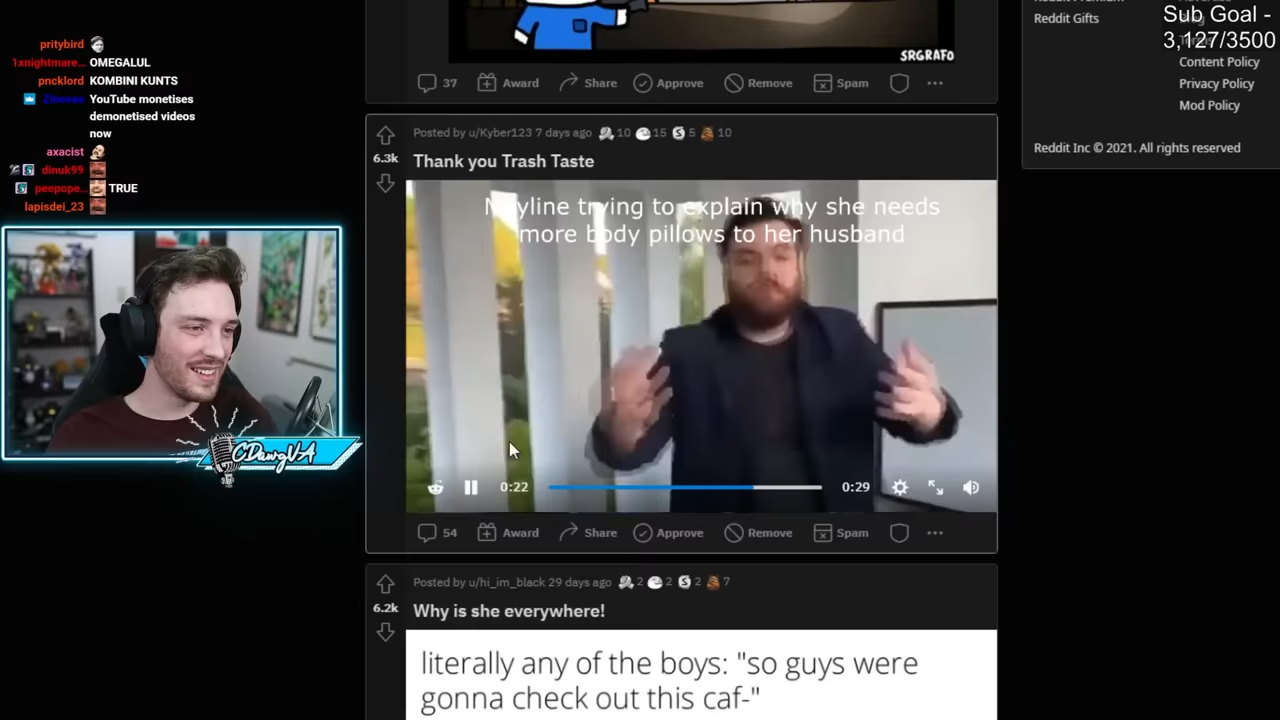 pritybird
1xnightmare… OMEGALUL
pncklord KOMBINI KUNTS
YouTube monetises
demonetised videos
now
axacist
dinuk99
peepope… TRUE
lapisdei_23
CDawgVA
SRGRAFO
37 Award Share Approve Remove Spam
Posted by u/Kyber123 7 days ago 10 15 5 10
6.3k
Thank you Trash Taste
yline trying to explain why she needs
more body pillows to her husband
0:22 0:29
54 Award Share Approve Remove Spam
Posted by u/hi_im_black 29 days ago 2 2 2 7
6.2k
Why is she everywhere!
literally any of the boys: "so guys were
gonna check out this caf-"
Reddit Gifts
Sub Goal -
3,127/3500
Content Policy
Privacy Policy
Mod Policy
Reddit Inc © 2021. All rights reserved